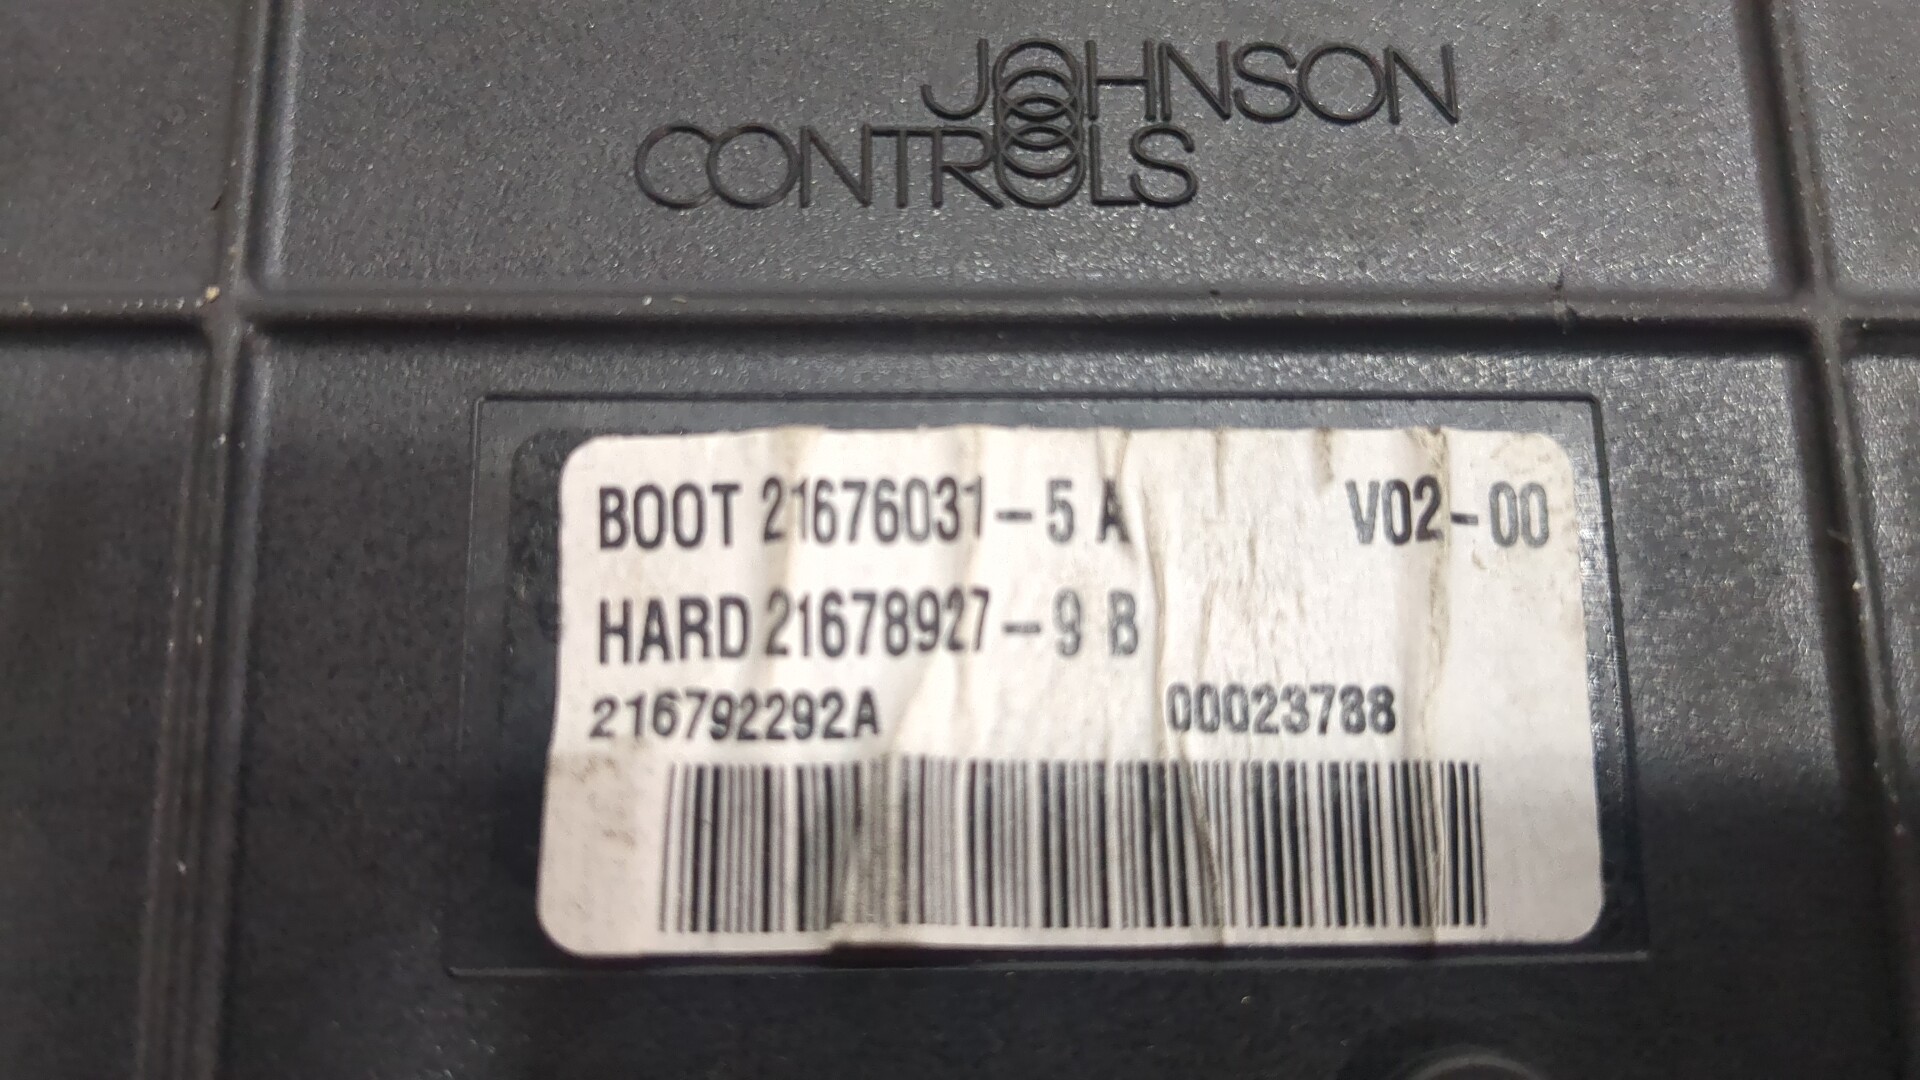 JOHNSON
CONTROLS
BOOT 21676031-5 A V02-00
HARD 21678927-9 B
216792292A 00023788